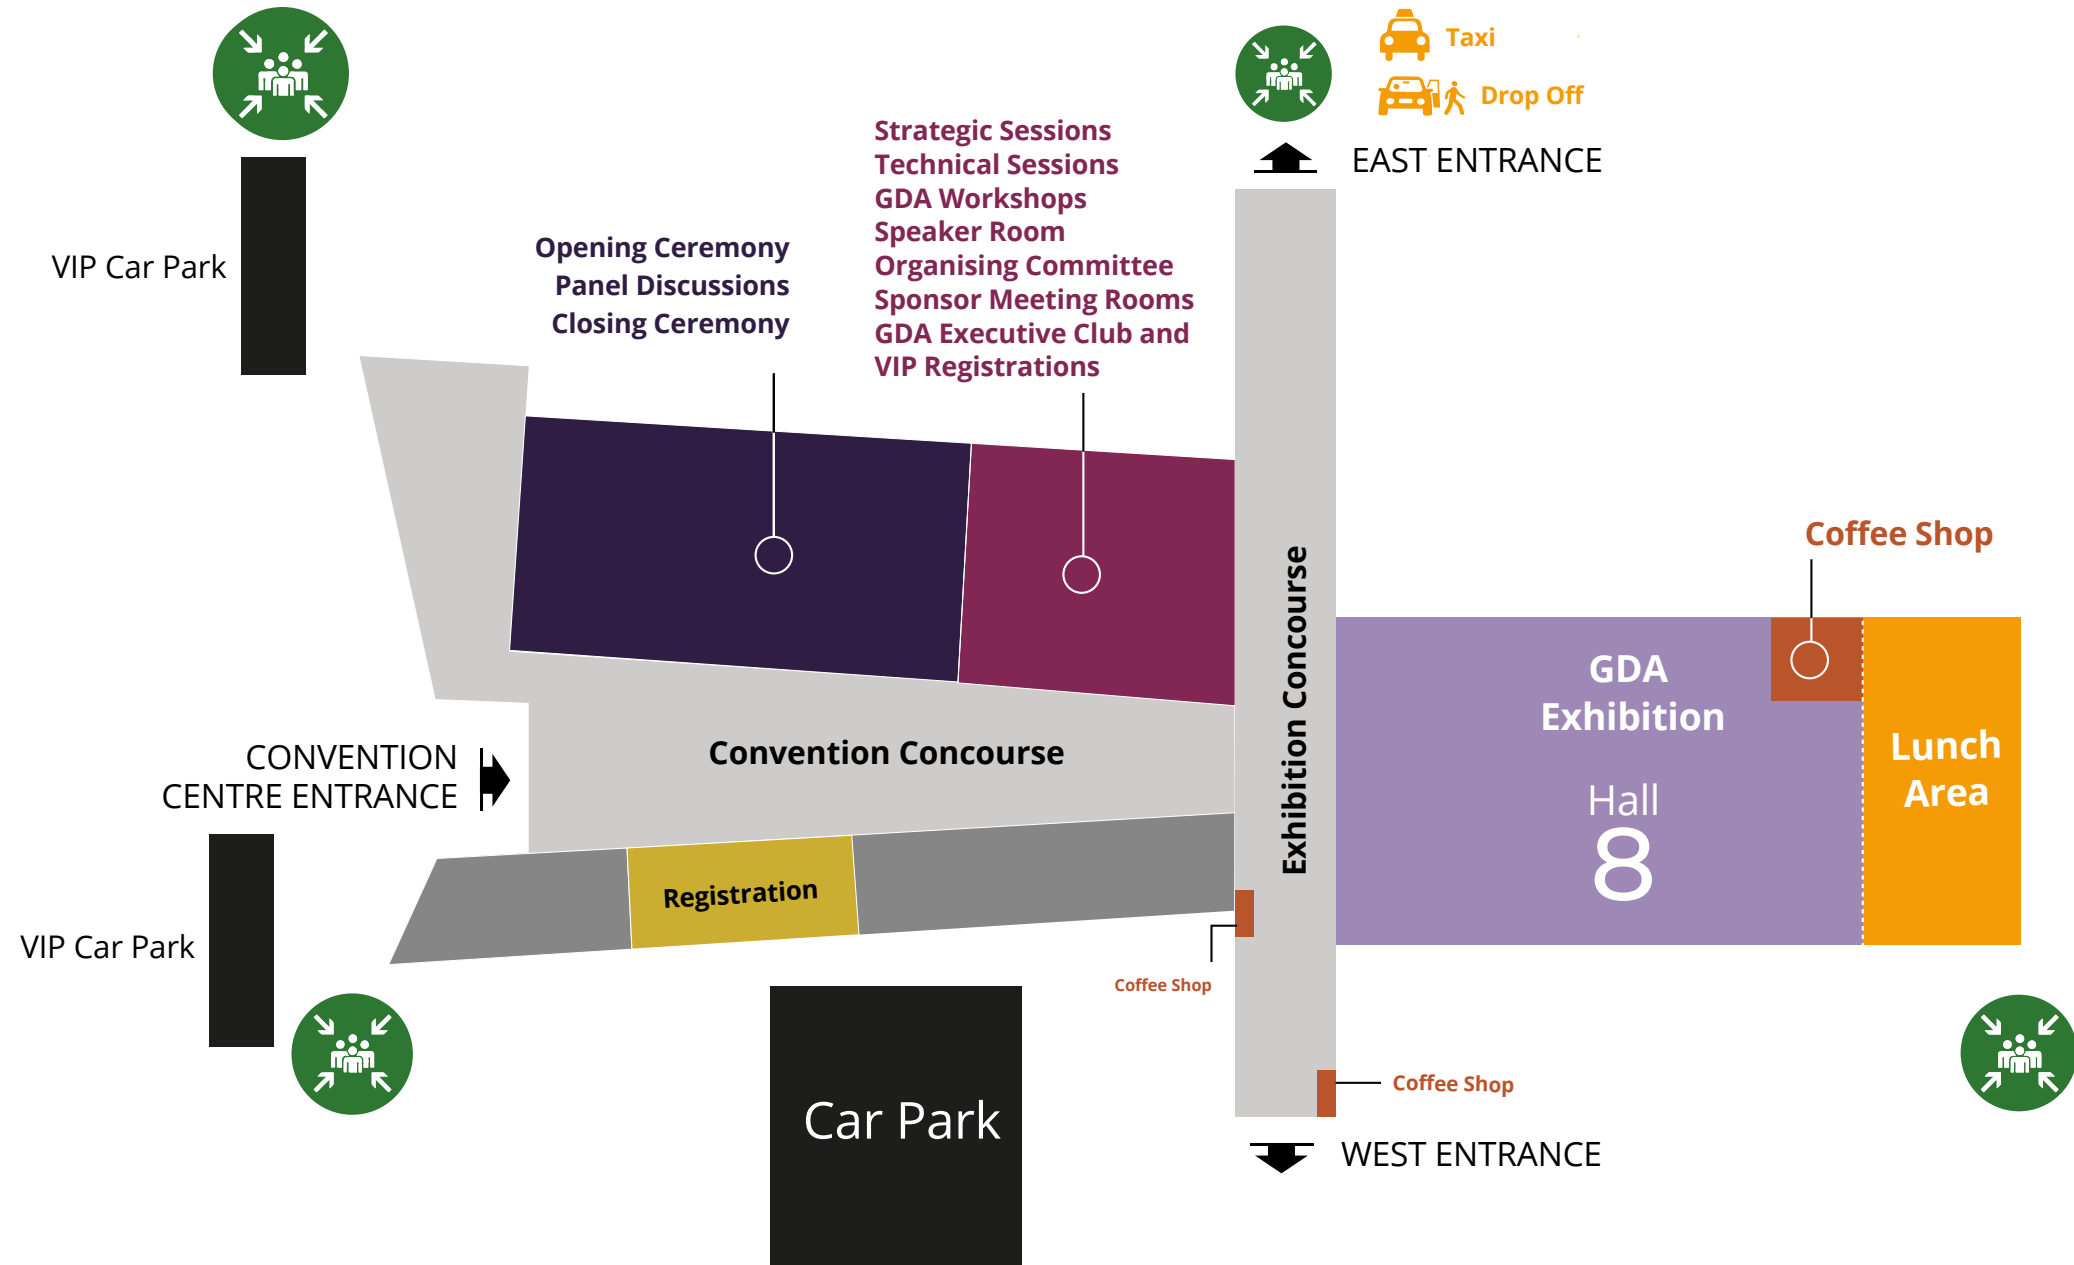 Taxi
Drop Off
EAST ENTRANCE
Strategic Sessions
Technical Sessions
GDA Workshops
Speaker Room
Organising Committee
Sponsor Meeting Rooms
GDA Executive Club and
VIP Registrations
Opening Ceremony
Panel Discussions
Closing Ceremony
VIP Car Park
Coffee Shop
Exhibition Concourse
GDA
Exhibition
Hall
8
Lunch
Area
Convention Concourse
CONVENTION
CENTRE ENTRANCE
Registration
VIP Car Park
Coffee Shop
Coffee Shop
Car Park
WEST ENTRANCE